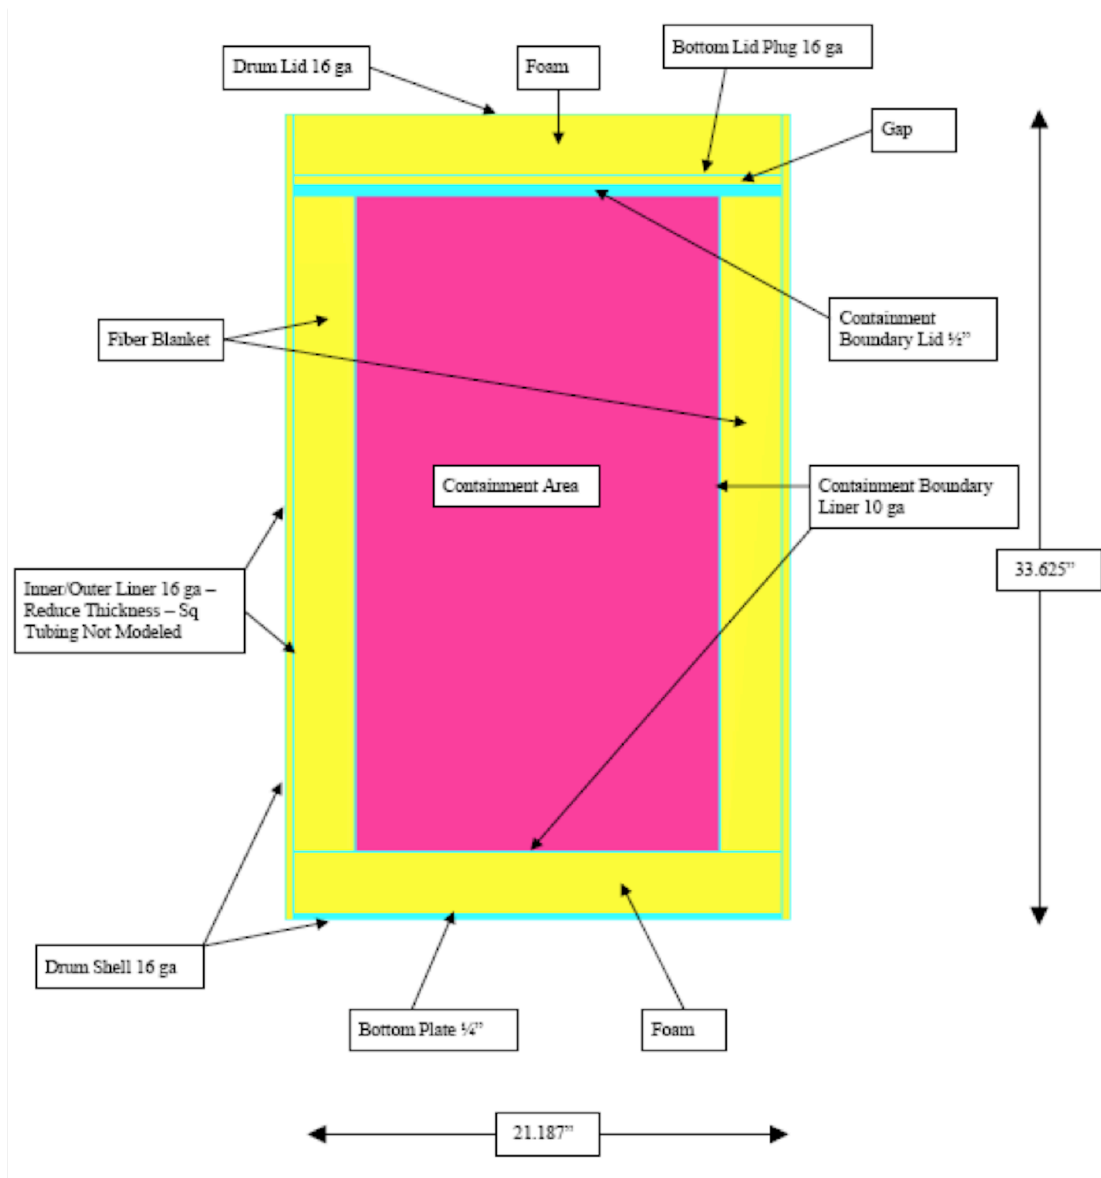 Bottom Lid Plug 16 ga
Drum Lid 16 ga
Foam
Gap
Containment
Boundary Lid ½”
Fiber Blanket
Containment Area
Containment Boundary
Liner 10 ga
33.625”
Inner/Outer Liner 16 ga –
Reduce Thickness – Sq
Tubing Not Modeled
Drum Shell 16 ga
Bottom Plate ¼”
Foam
21.187”